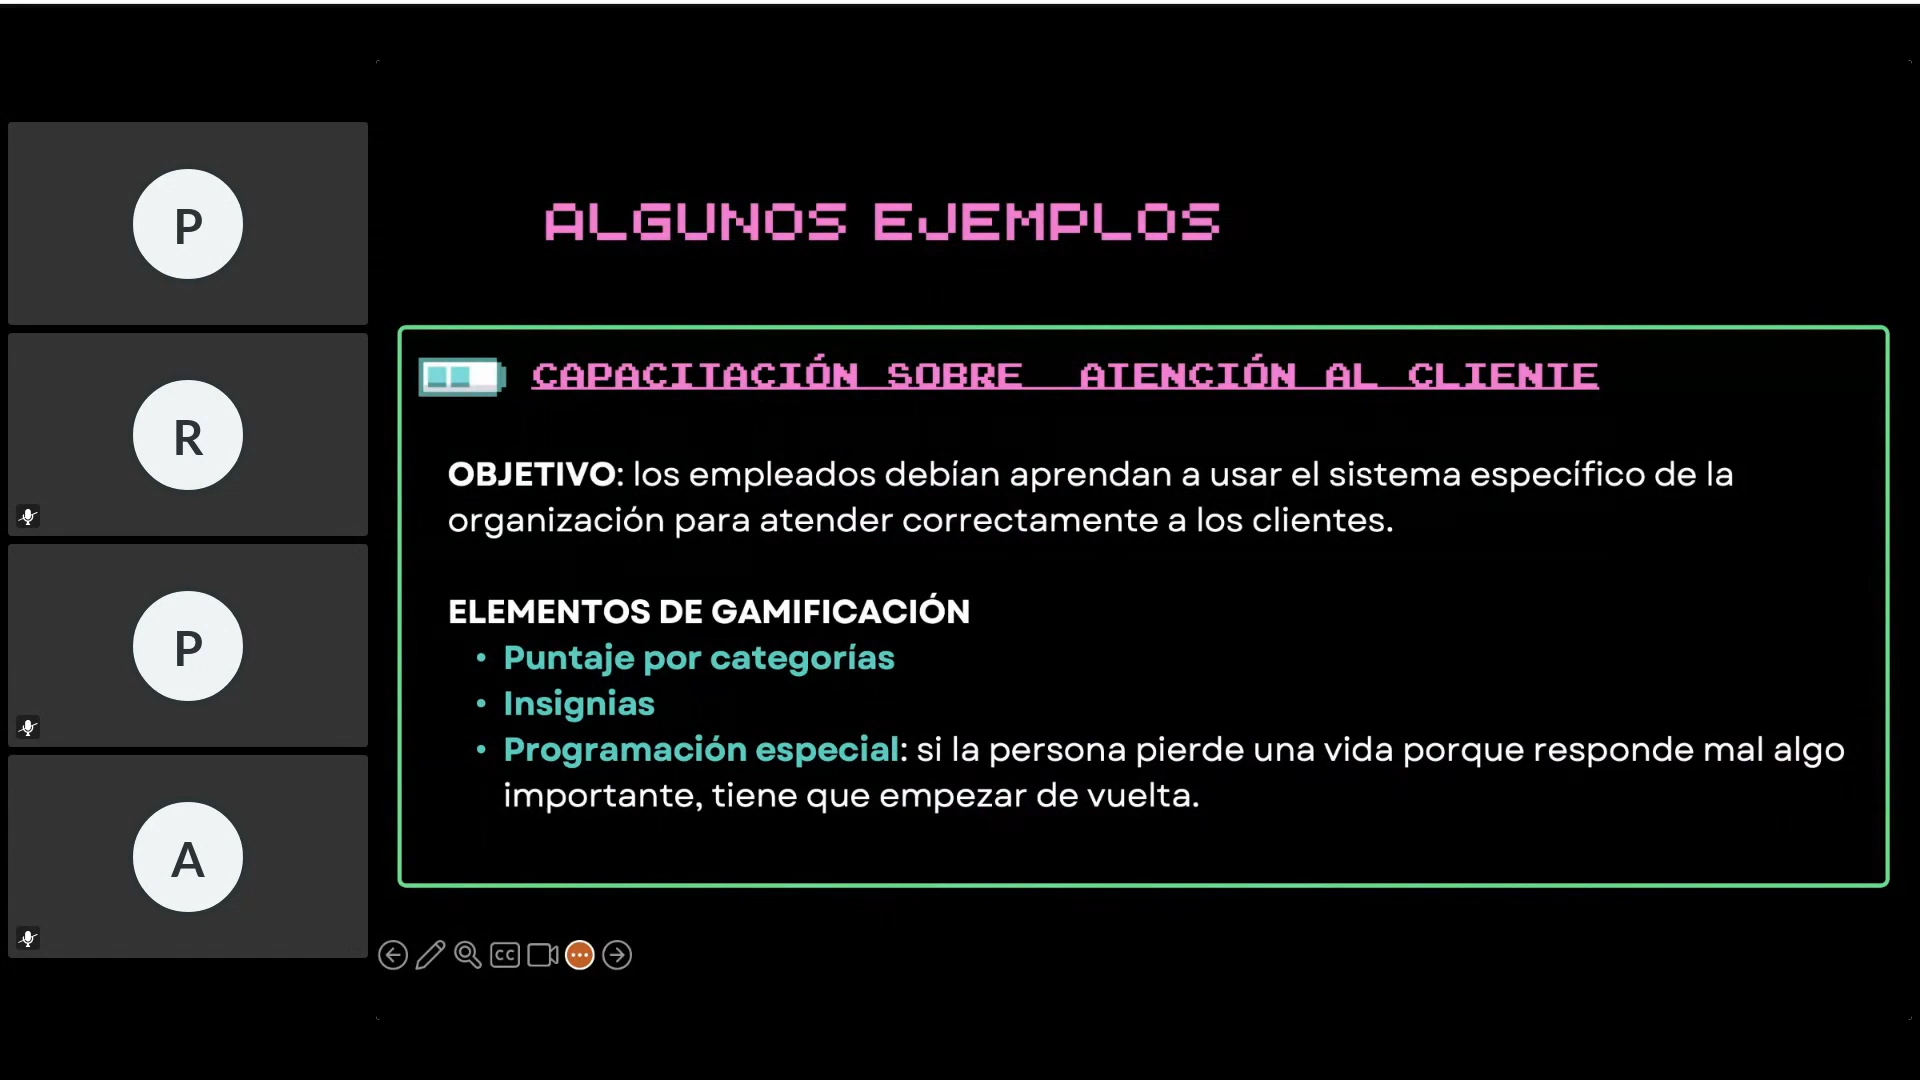 P
R
P
A
ALGUNOS EJEMPLOS
CAPACITACIÓN SOBRE ATENCIÓN AL CLIENTE
OBJETIVO: los empleados debían aprendan a usar el sistema específico de la
organización para atender correctamente a los clientes.
ELEMENTOS DE GAMIFICACIÓN
• Puntaje por categorías
• Insignias
• Programación especial: si la persona pierde una vida porque responde mal algo
importante, tiene que empezar de vuelta.
CC